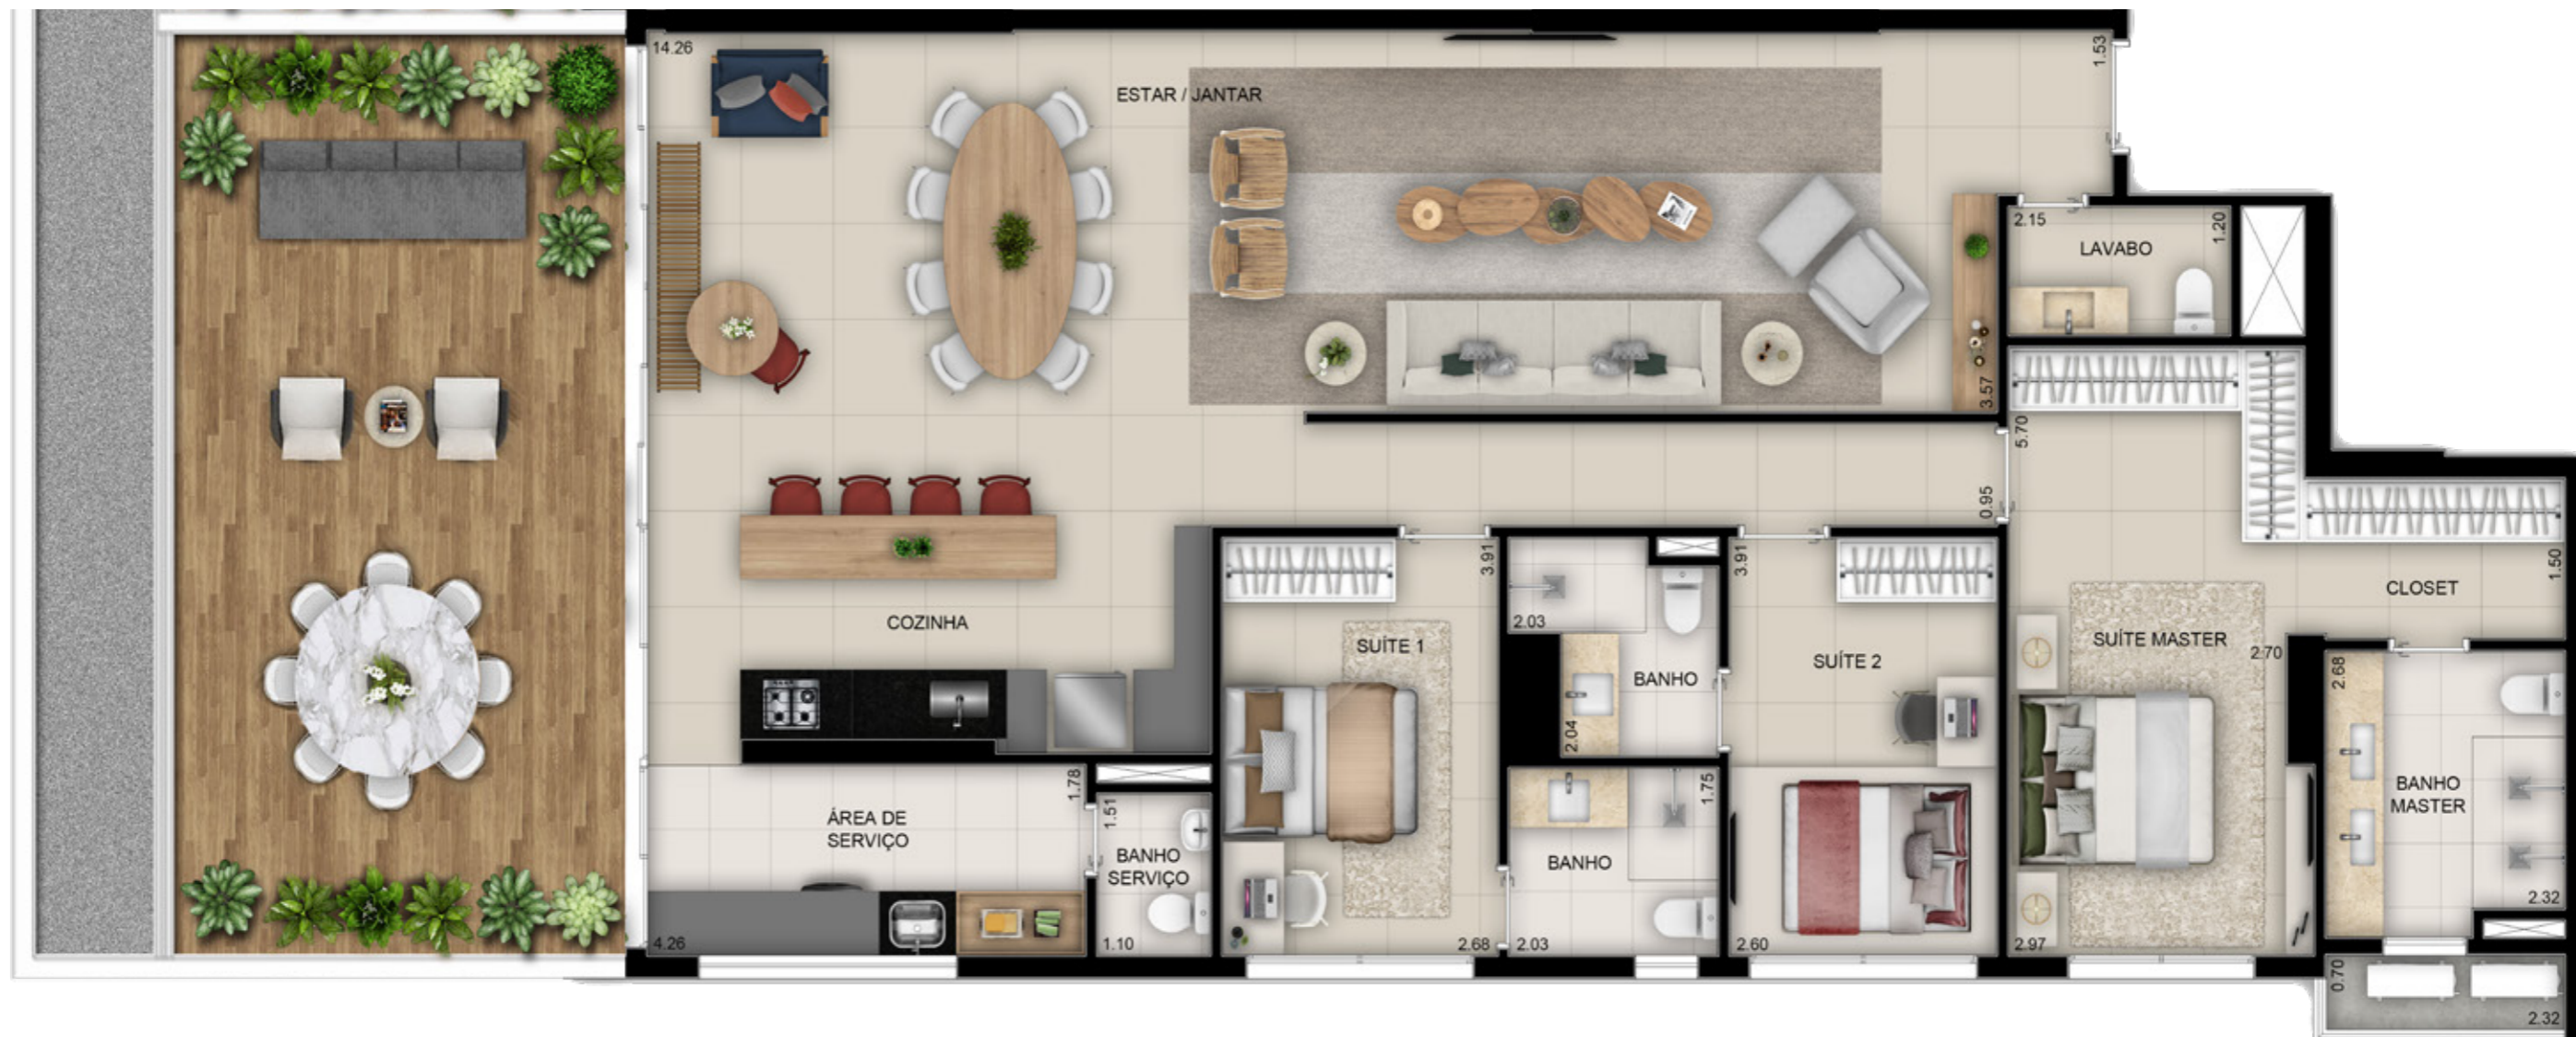 14.26
ESTAR / JANTAR
1.53
2.15
1.20
LAVABO
3.57
5.70
0.95
3.91
3.91
1.50
CLOSET
COZINHA
2.03
SUÍTE 1
BANHO
SUÍTE 2
SUÍTE MASTER
2.70
2.68
2.04
1.78
1.75
1.51
ÁREA DE
SERVIÇO
BANHO
SERVIÇO
BANHO
BANHO
MASTER
2.32
4.26
1.10
2.68
2.03
2.60
2.97
0.70
2.32